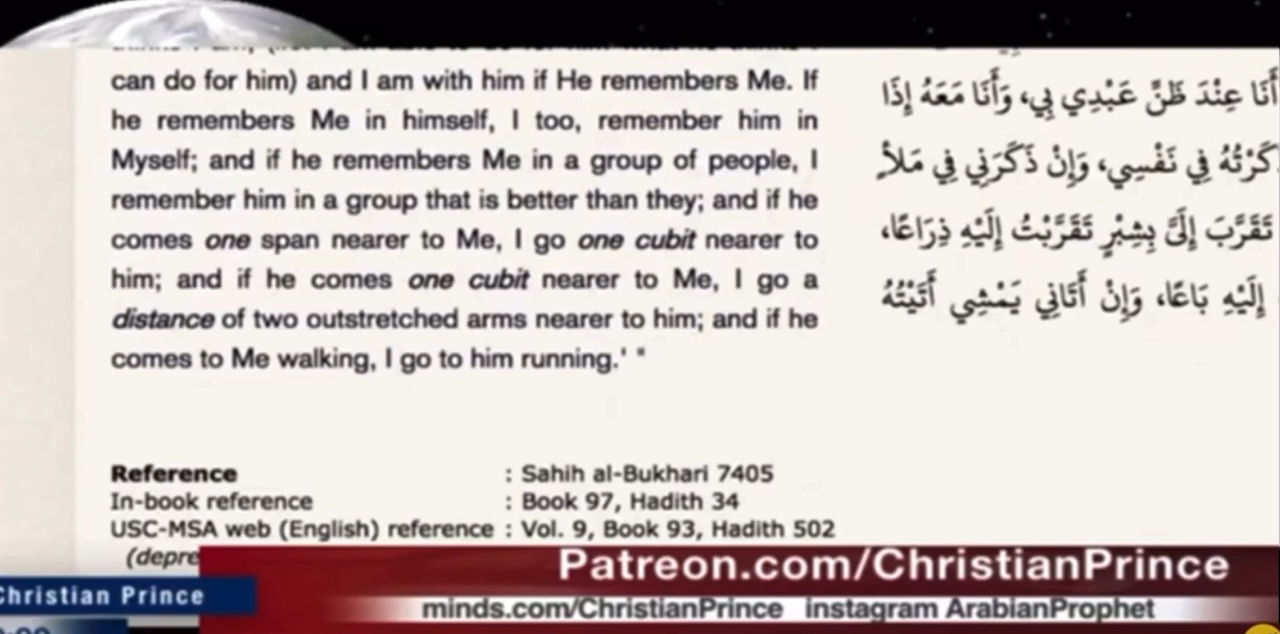 can do for him) and I am with him if He remembers Me. If
he remembers Me in himself, I too, remember him in
Myself; and if he remembers Me in a group of people, I
remember him in a group that is better than they; and if he
comes one span nearer to Me, I go one cubit nearer to
him; and if he comes one cubit nearer to Me, I go a
distance of two outstretched arms nearer to him; and if he
comes to Me walking, I go to him running.' "
أَنَا عِنْدَ ظَنِّ عَبْدِي بِي، وَأَنَا مَعَهُ إِذَا
كَرْتُهُ فِي نَفْسِي، وَإِنْ ذَكَرَنِي فِي مَلأٍ
تَقَرَّبَ إِلَىَّ بِشِبْرٍ تَقَرَّبْتُ إِلَيْهِ ذِرَاعًا،
إِلَيْهِ بَاعًا، وَإِنْ أَتَانِي يَمْشِي أَتَيْتُهُ
Reference : Sahih al-Bukhari 7405
In-book reference : Book 97, Hadith 34
USC-MSA web (English) reference : Vol. 9, Book 93, Hadith 502
(depre
Patreon.com/ChristianPrince
Christian Prince
minds.com/ChristianPrince instagram ArabianProphet